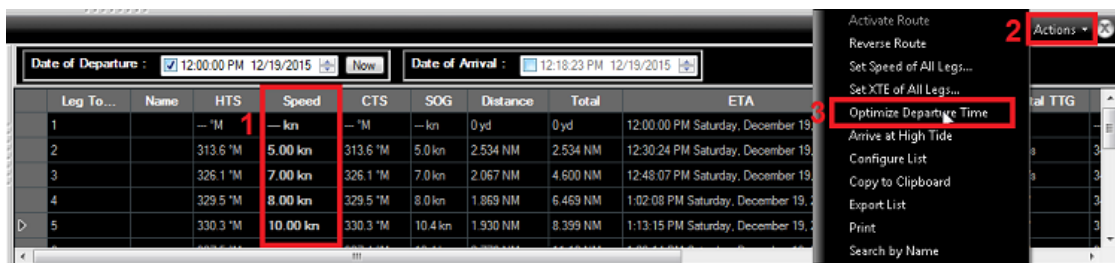 2 Actions
Date of Departure : 12:00:00 PM 12/19/2015 Now Date of Arrival : 12:18:23 PM 12/19/2015
Leg To... Name HTS Speed CTS SOG Distance Total ETA tal TTG
1 1 -- °M -- kn -- °M -- kn 0 yd 0 yd 12:00:00 PM Saturday, December 19,
2 313.6 °M 5.00 kn 313.6 °M 5.0 kn 2.534 NM 2.534 NM 12:30:24 PM Saturday, December 19,
3 326.1 °M 7.00 kn 326.1 °M 7.0 kn 2.067 NM 4.600 NM 12:48:07 PM Saturday, December 19,
4 329.5 °M 8.00 kn 329.5 °M 8.0 kn 1.869 NM 6.469 NM 1:02:08 PM Saturday, December 19,
5 330.3 °M 10.00 kn 330.3 °M 10.4 kn 1.930 NM 8.399 NM 1:13:15 PM Saturday, December 19,
Activate Route
Reverse Route
Set Speed of All Legs...
Set XTE of All Legs...
3 Optimize Departure Time
Arrive at High Tide
Configure List
Copy to Clipboard
Export List
Print
Search by Name